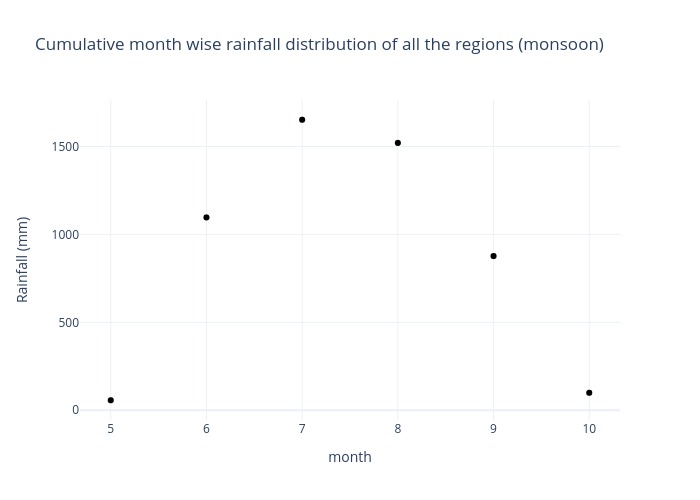 Cumulative month wise rainfall distribution of all the regions (monsoon)
1500
1000
500
0
Rainfall (mm)
5 6 7 8 9 10
month